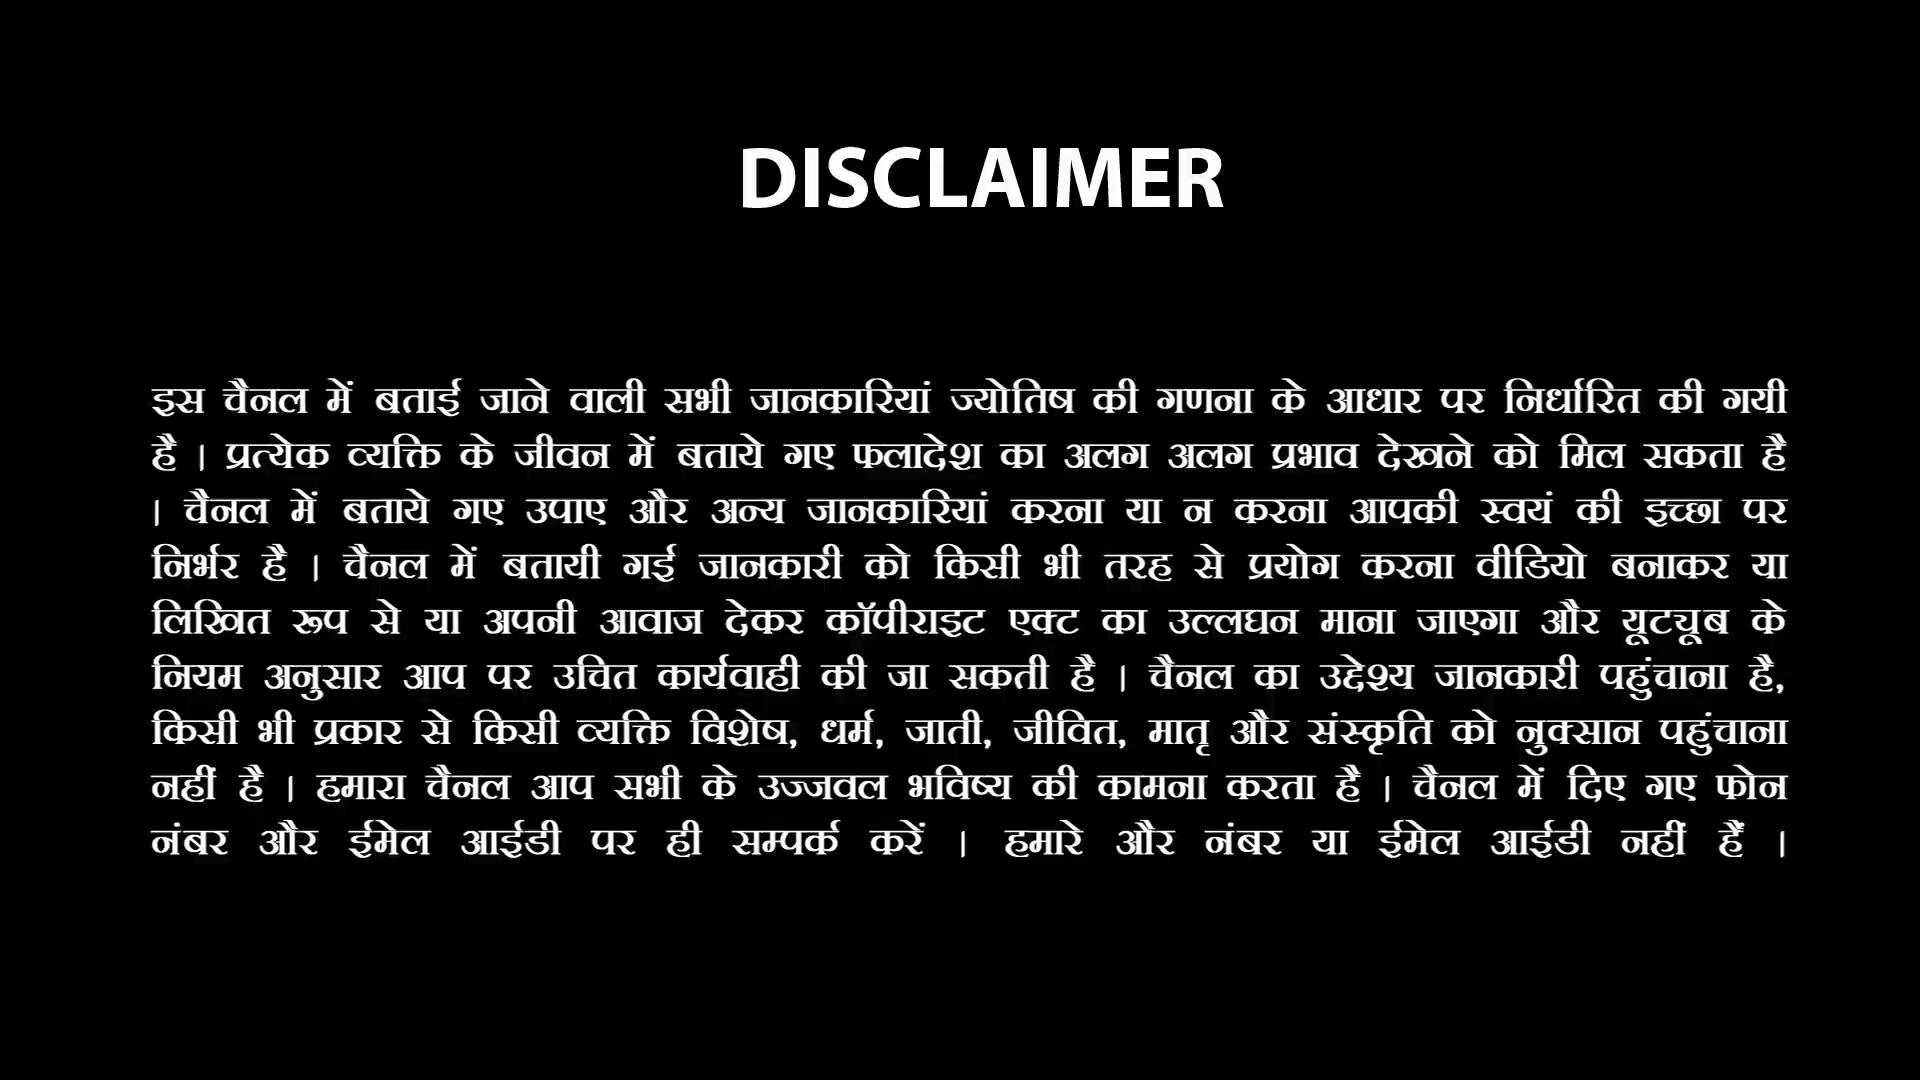 DISCLAIMER
इस चैनल में बताई जाने वाली सभी जानकारियां ज्योतिष की गणना के आधार पर निर्धारित की गयी
है । प्रत्येक व्यक्ति के जीवन में बताये गए फलादेश का अलग अलग प्रभाव देखने को मिल सकता है
। चैनल में बताये गए उपाए और अन्य जानकारियां करना या न करना आपकी स्वयं की इच्छा पर
निर्भर है । चैनल में बतायी गई जानकारी को किसी भी तरह से प्रयोग करना वीडियो बनाकर या
लिखित रूप से या अपनी आवाज देकर कॉपीराइट एक्ट का उल्लघन माना जाएगा और यूट्यूब के
नियम अनुसार आप पर उचित कार्यवाही की जा सकती है । चैनल का उद्देश्य जानकारी पहुंचाना है,
किसी भी प्रकार से किसी व्यक्ति विशेष, धर्म, जाती, जीवित, मातृ और संस्कृति को नुक्सान पहुंचाना
नहीं है । हमारा चैनल आप सभी के उज्जवल भविष्य की कामना करता है । चैनल में दिए गए फोन
नंबर और ईमेल आईडी पर ही सम्पर्क करें । हमारे और नंबर या ईमेल आईडी नहीं हैं ।